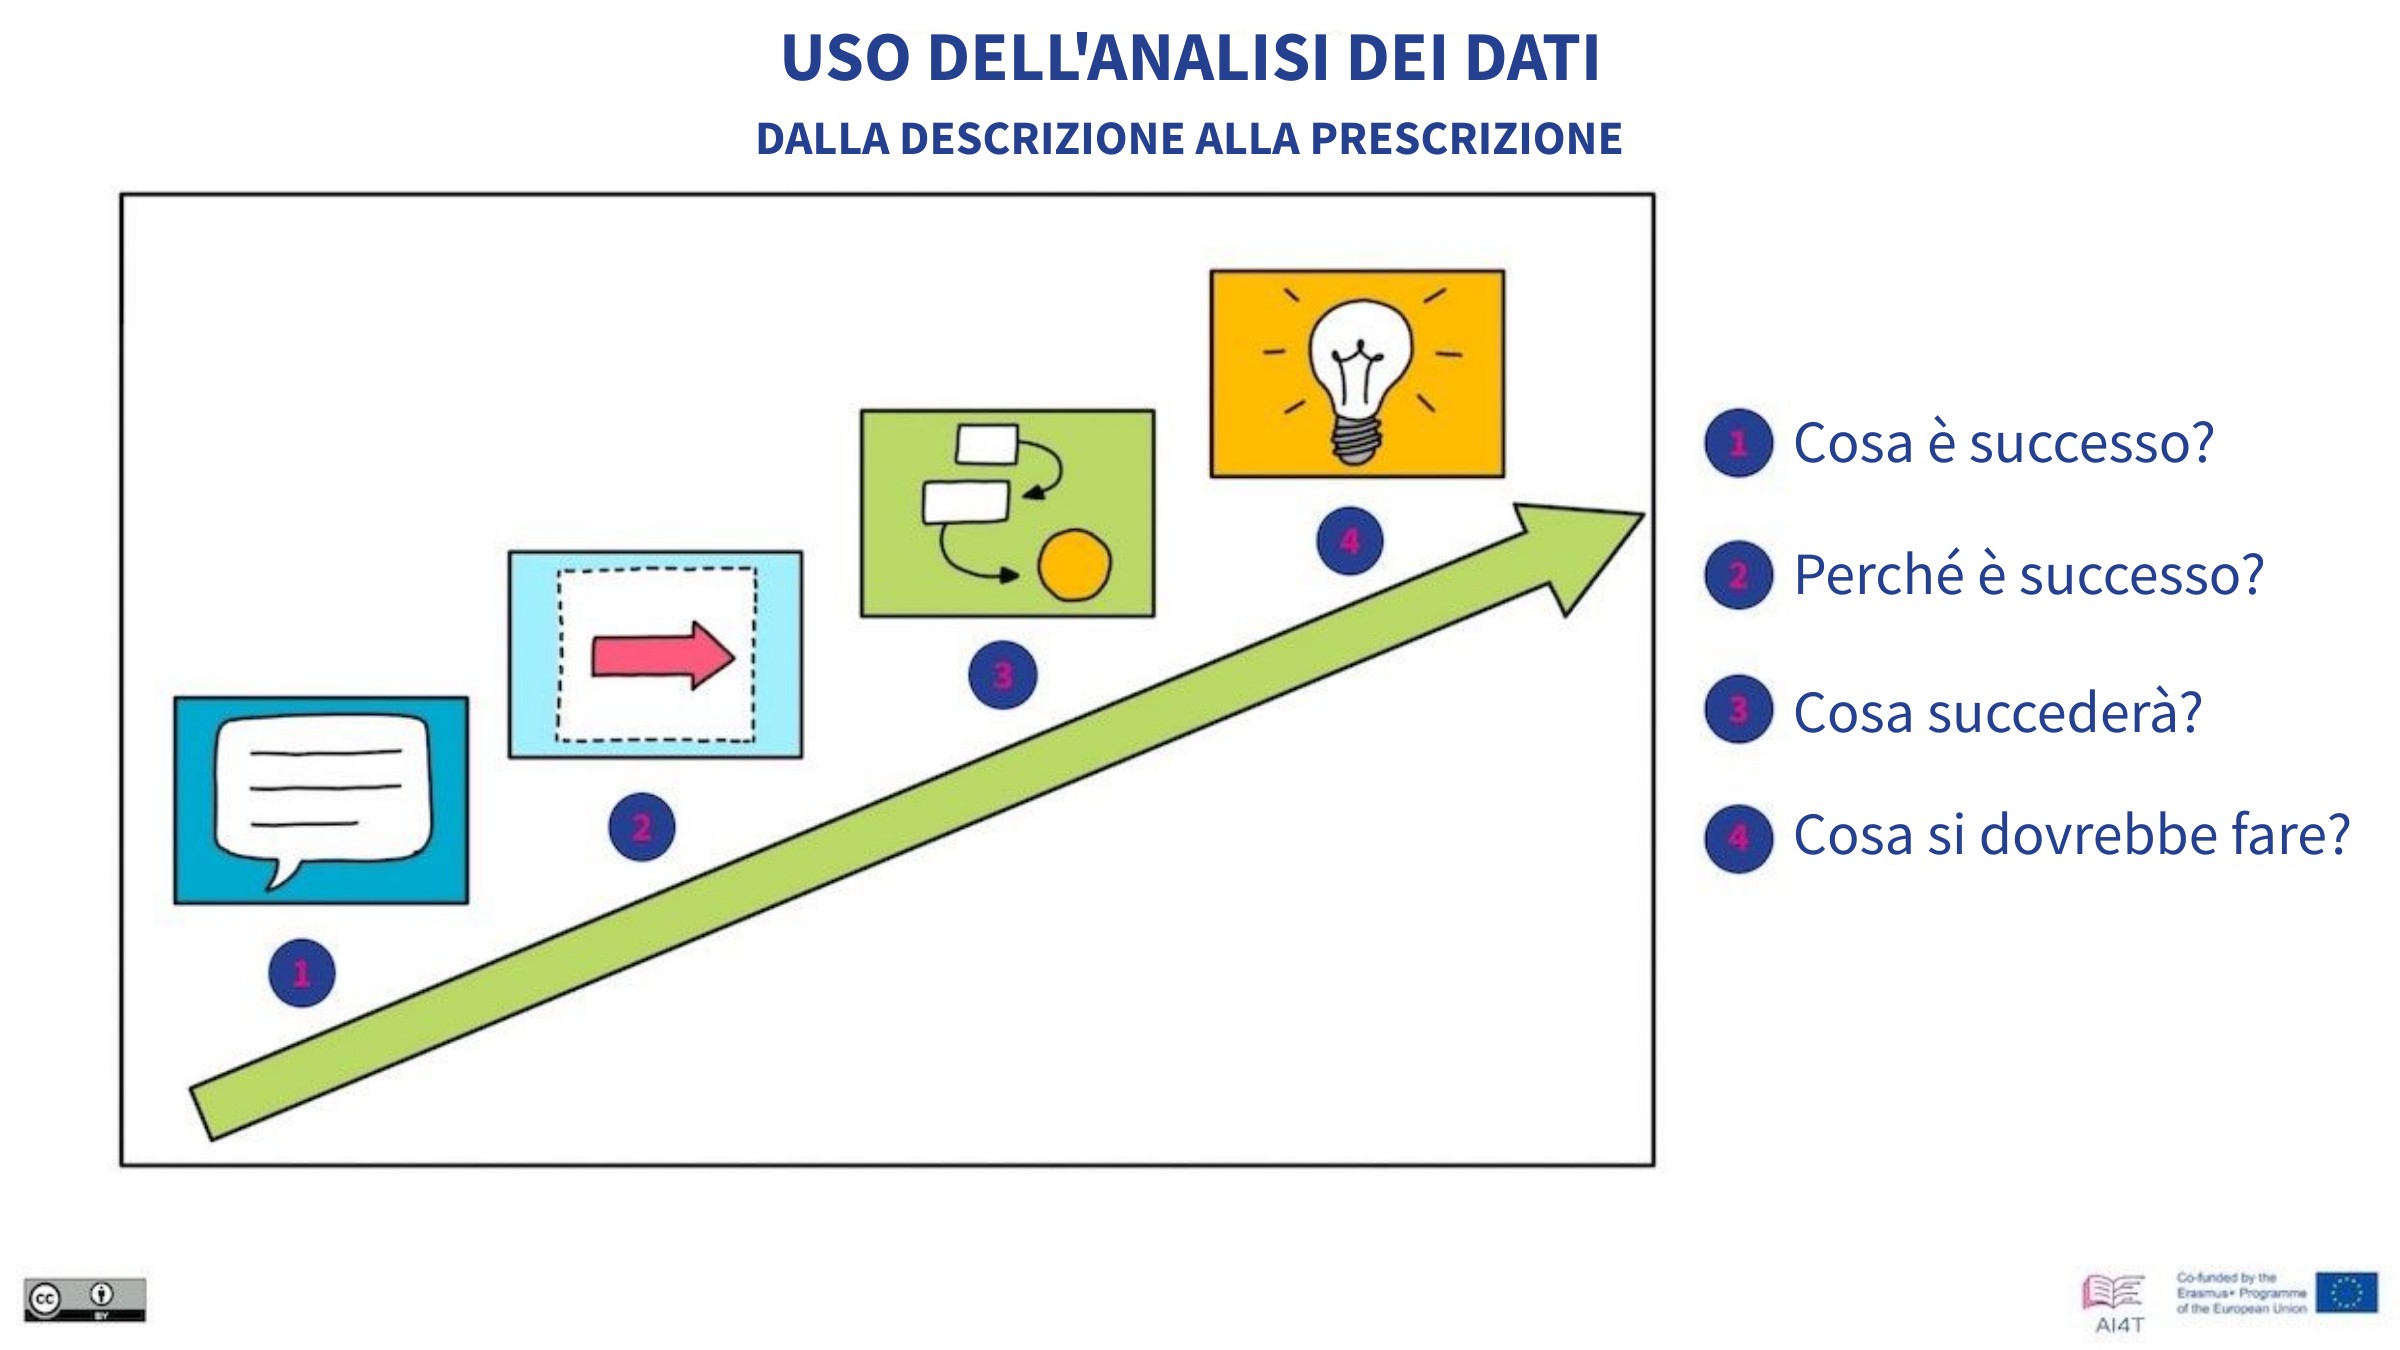 USO DELL'ANALISI DEI DATI
DALLA DESCRIZIONE ALLA PRESCRIZIONE
1
2
3
4
1 Cosa è successo?
2 Perché è successo?
3 Cosa succederà?
4 Cosa si dovrebbe fare?
cc
BY
AI4T
Co-funded by the
Erasmus+ Programme
of the European Union